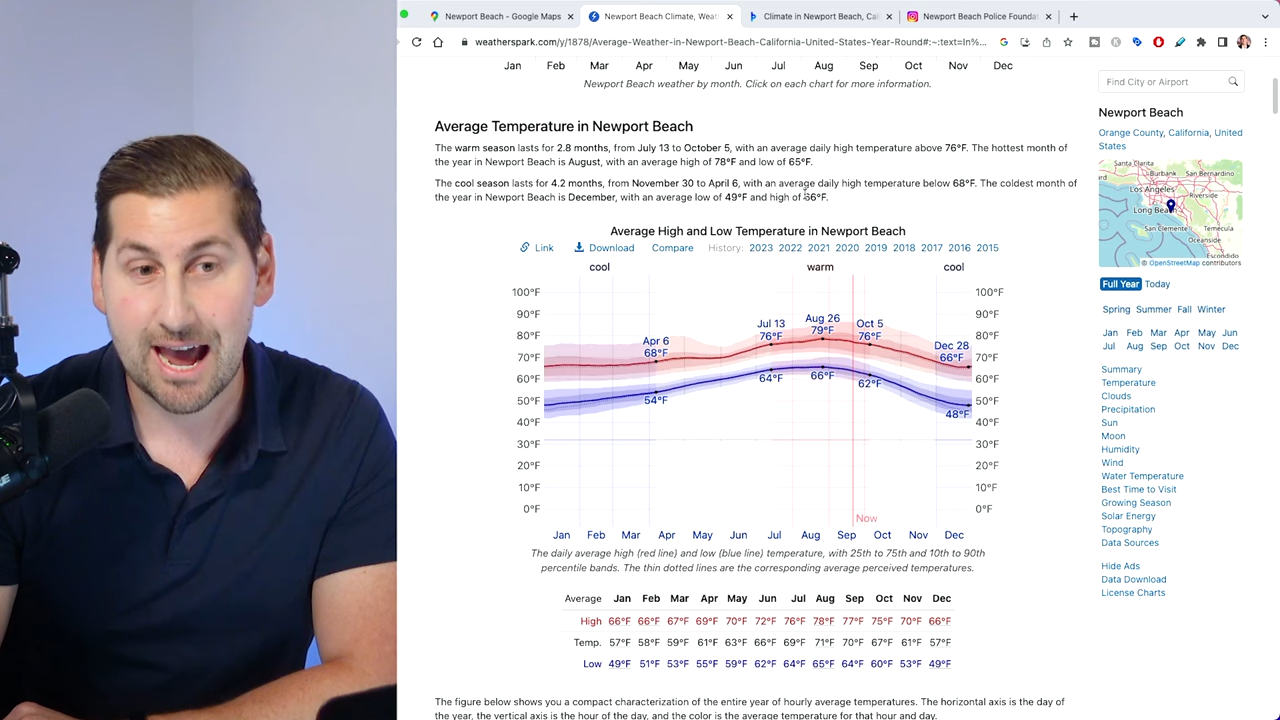 Newport Beach - Google Maps
Newport Beach Climate, Weat
Climate in Newport Beach, Cal
Newport Beach Police Founda
weatherspark.com/y/1878/Average-Weather-in-Newport-Beach-California-United-States-Year-Round#:~:text=In%...
Jan Feb Mar Apr May Jun Jul Aug Sep Oct Nov Dec
Newport Beach weather by month. Click on each chart for more information.
Average Temperature in Newport Beach
The warm season lasts for 2.8 months, from July 13 to October 5, with an average daily high temperature above 76°F. The hottest month
of the year in Newport Beach is August, with an average high of 78°F and low of 65°F.
The cool season lasts for 4.2 months, from November 30 to April 6, with an average daily high temperature below 68°F. The coldest month of
the year in Newport Beach is December, with an average low of 49°F and high of 66°F.
Average High and Low Temperature in Newport Beach
Link Download Compare History: 2023 2022 2021 2020 2019 2018 2017 2016 2015
cool warm cool
100°F 100°F
90°F 90°F
80°F 80°F
70°F 70°F
60°F 60°F
50°F 50°F
40°F 40°F
30°F 30°F
20°F 20°F
10°F 10°F
0°F 0°F
Apr 6
68°F
Jul 13
76°F
Aug 26
79°F
Oct 5
76°F
Dec 28
66°F
54°F
64°F
66°F
62°F
48°F
Now
Jan Feb Mar Apr May Jun Jul Aug Sep Oct Nov Dec
The daily average high (red line) and low (blue line) temperature, with 25th to 75th and 10th to 90th
percentile bands. The thin dotted lines are the corresponding average perceived temperatures.
Average Jan Feb Mar Apr May Jun Jul Aug Sep Oct Nov Dec
High 66°F 66°F 67°F 69°F 70°F 72°F 76°F 78°F 77°F 75°F 70°F 66°F
Temp. 57°F 58°F 59°F 61°F 63°F 66°F 69°F 71°F 70°F 67°F 61°F 57°F
Low 49°F 51°F 53°F 55°F 59°F 62°F 64°F 65°F 64°F 60°F 53°F 49°F
The figure below shows you a compact characterization of the entire year of hourly average temperatures. The horizontal axis is the day of
the year, the vertical axis is the hour of the day, and the color is the average temperature for that hour and day.
Find City or Airport
Newport Beach
Orange County, California, United
States
Santa Clarita
Burbank San Bernardino
Los Angeles
Riverside
Long Beach
San Clemente Temecula
Oceanside
Escondido
© OpenStreetMap contributors
Full Year Today
Spring Summer Fall Winter
Jan Feb Mar Apr May Jun
Jul Aug Sep Oct Nov Dec
Summary
Temperature
Clouds
Precipitation
Sun
Moon
Humidity
Wind
Water Temperature
Best Time to Visit
Growing Season
Solar Energy
Topography
Data Sources
Hide Ads
Data Download
License Charts